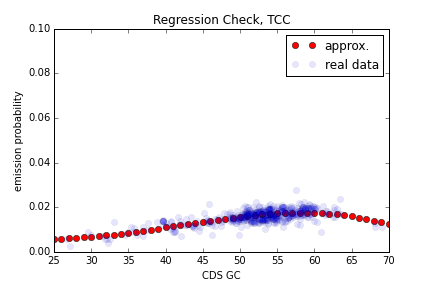 Regression Check, TCC
0.10
approx.
real data
0.08
0.06
emission probability
0.04
0.02
0.00
25 30 35 40 45 50 55 60 65 70
CDS GC